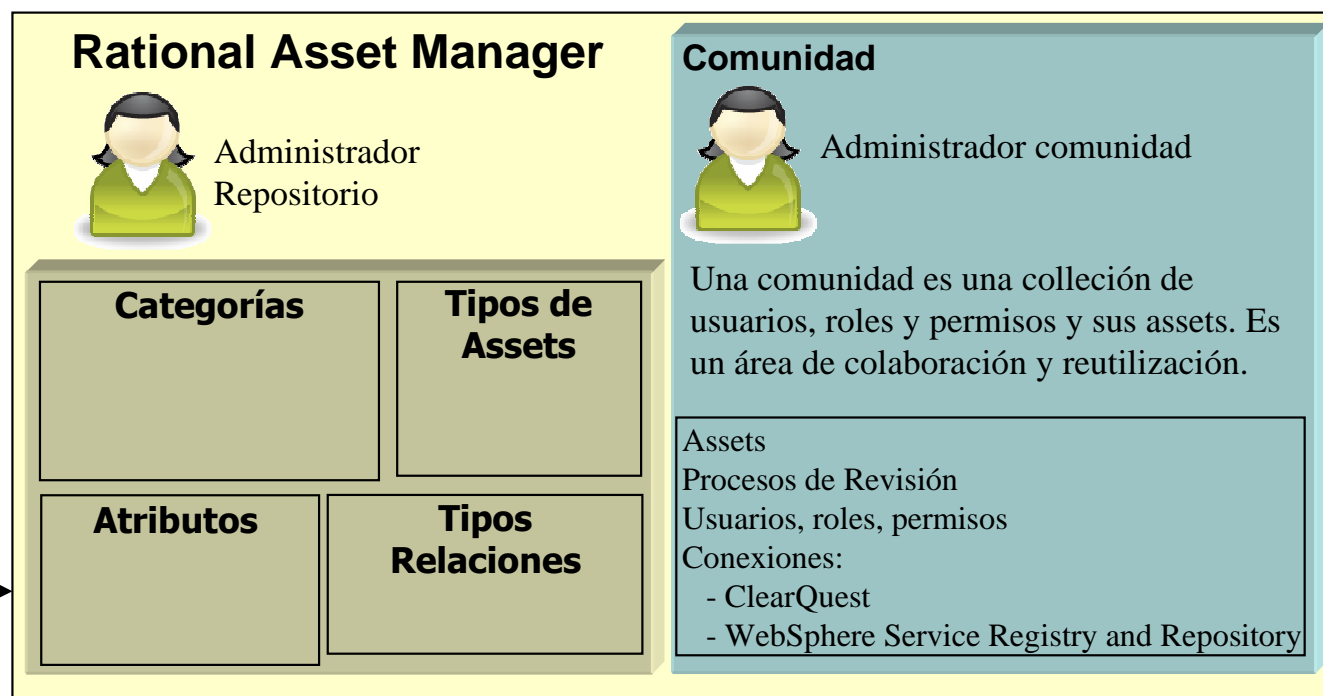 Rational Asset Manager
Administrador
Repositorio
Categorías
Tipos de
Assets
Atributos
Tipos
Relaciones
Comunidad
Administrador comunidad
Una comunidad es una colleción de
usuarios, roles y permisos y sus assets. Es
un área de colaboración y reutilización.
Assets
Procesos de Revisión
Usuarios, roles, permisos
Conexiones:
- ClearQuest
- WebSphere Service Registry and Repository